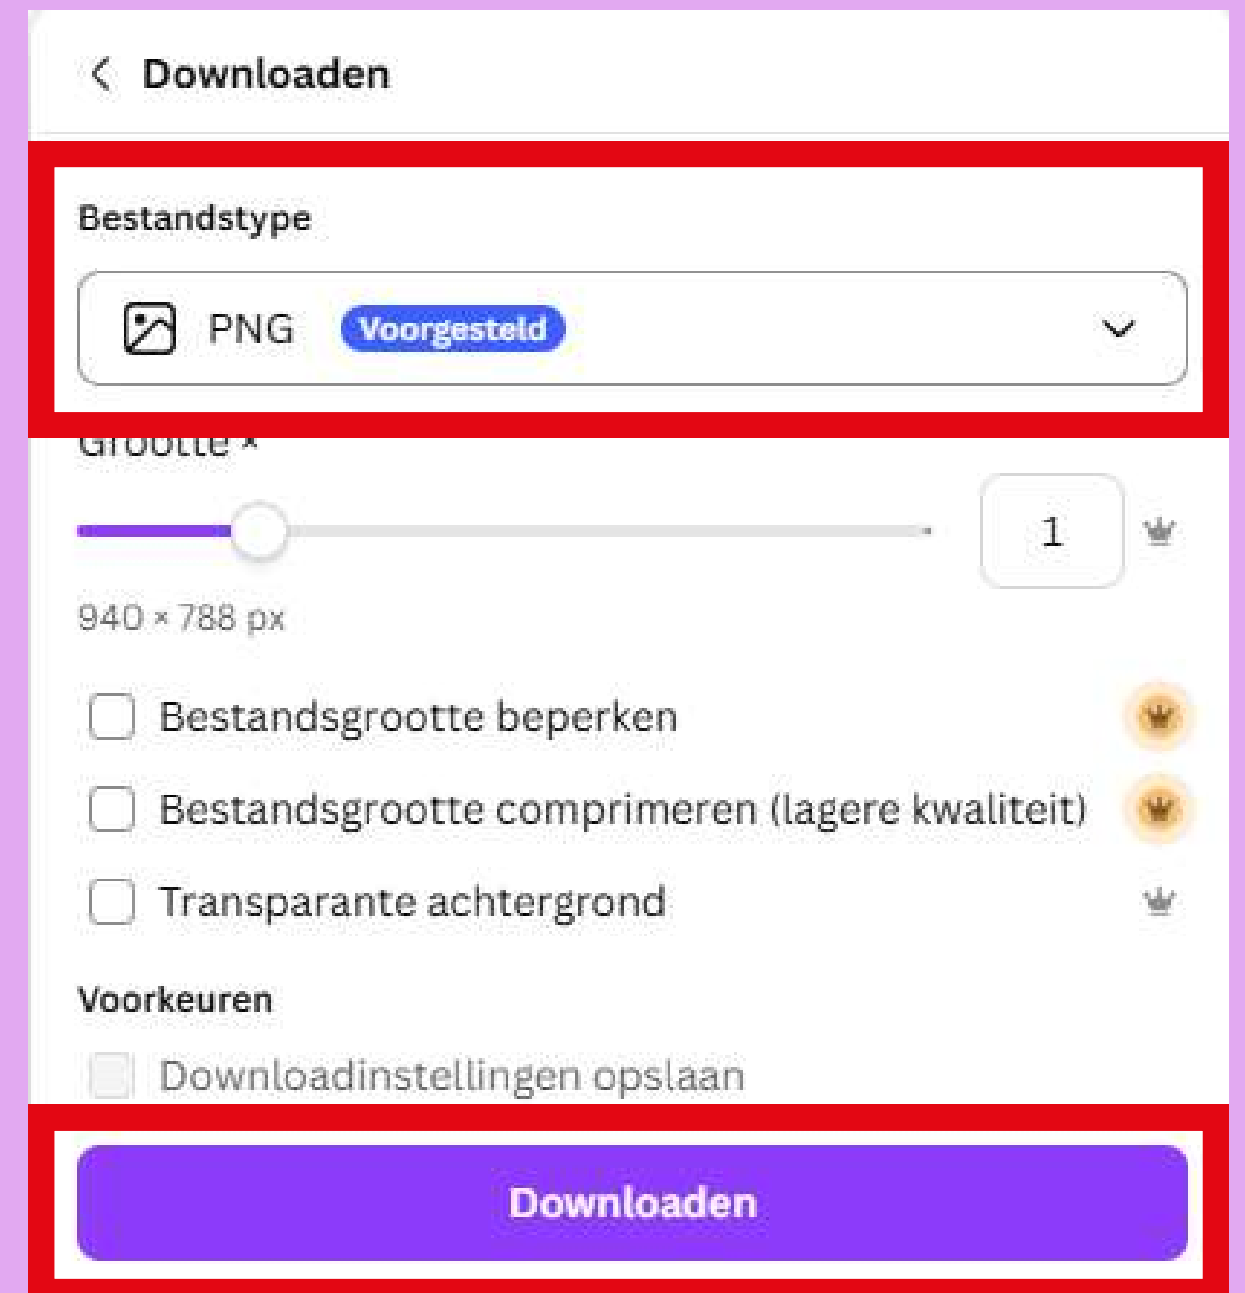 Downloaden
Bestandstype
PNG Voorgesteld
Grootte ×
1
940 × 788 px
Bestandsgrootte beperken
Bestandsgrootte comprimeren (lagere kwaliteit)
Transparante achtergrond
Voorkeuren
Downloadinstellingen opslaan
Downloaden